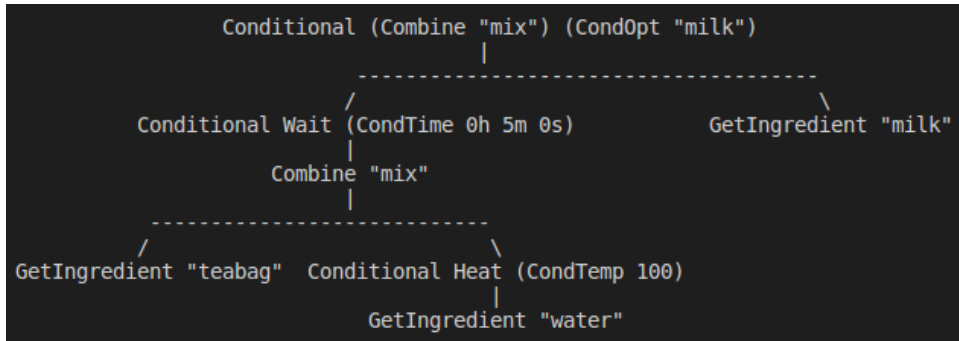 Conditional (Combine "mix") (CondOpt "milk")
|
--------------------------------------
/ \
Conditional Wait (CondTime 0h 5m 0s) GetIngredient "milk"
|
Combine "mix"
|
----------------------------
/ \
GetIngredient "teabag" Conditional Heat (CondTemp 100)
|
GetIngredient "water"